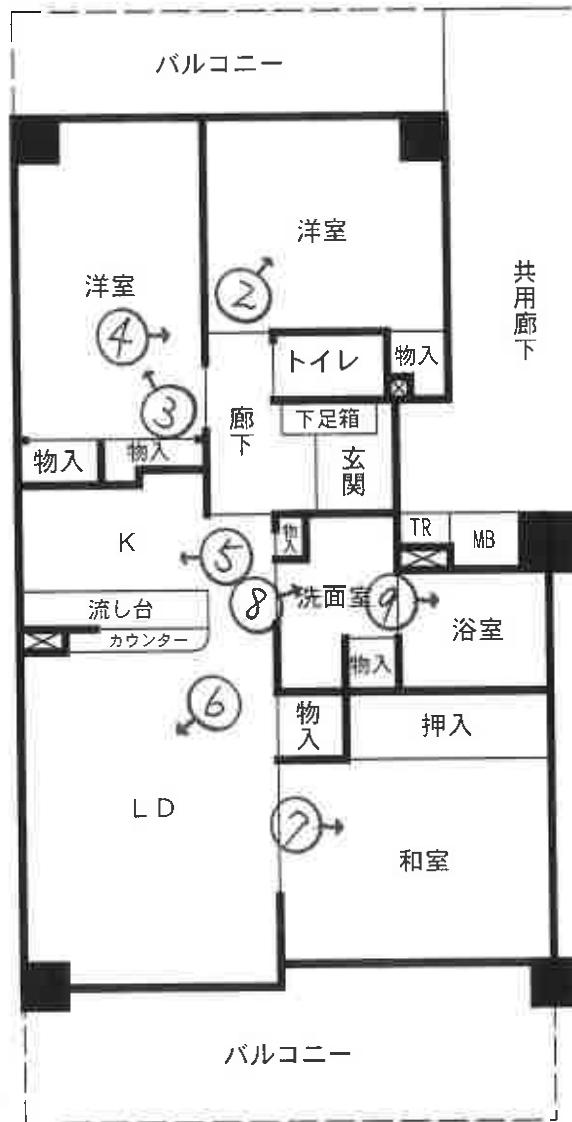 バルコニー
洋室
洋室
②
④
③
共用廊下
トイレ
物入
廊下
下足箱
玄関
物入
物入
K
物入
TR
MB
⑤
⑧
洗面室
⑨
浴室
流し台
カウンター
物入
⑥
物入
押入
LD
⑦
和室
バルコニー